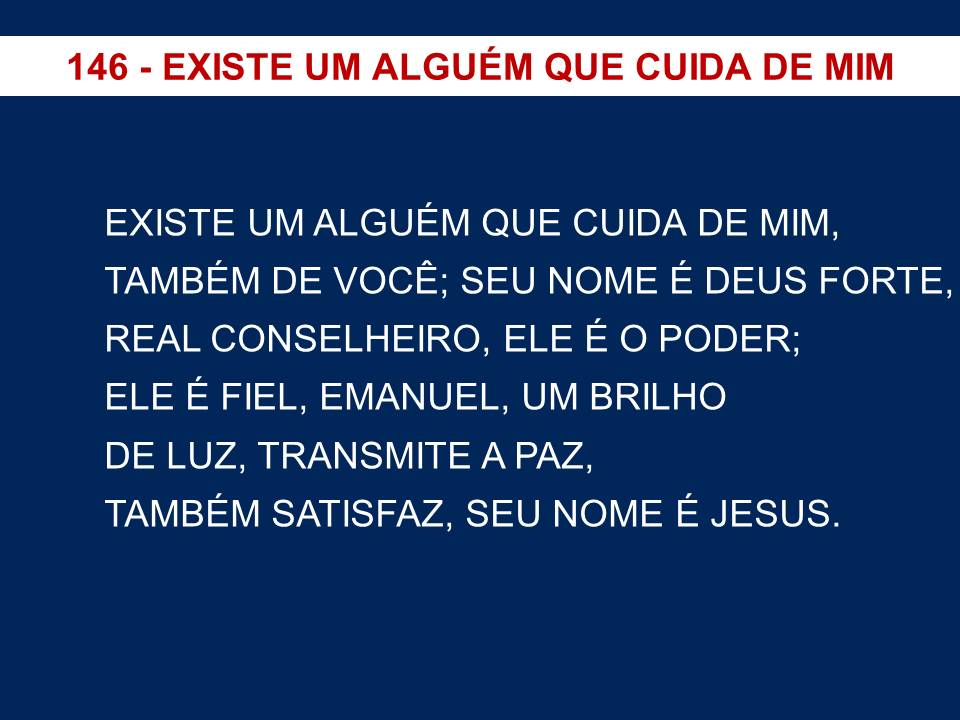 146 - EXISTE UM ALGUÉM QUE CUIDA DE MIM
EXISTE UM ALGUÉM QUE CUIDA DE MIM,
TAMBÉM DE VOCÊ; SEU NOME É DEUS FORTE,
REAL CONSELHEIRO, ELE É O PODER;
ELE É FIEL, EMANUEL, UM BRILHO
DE LUZ, TRANSMITE A PAZ,
TAMBÉM SATISFAZ, SEU NOME É JESUS.